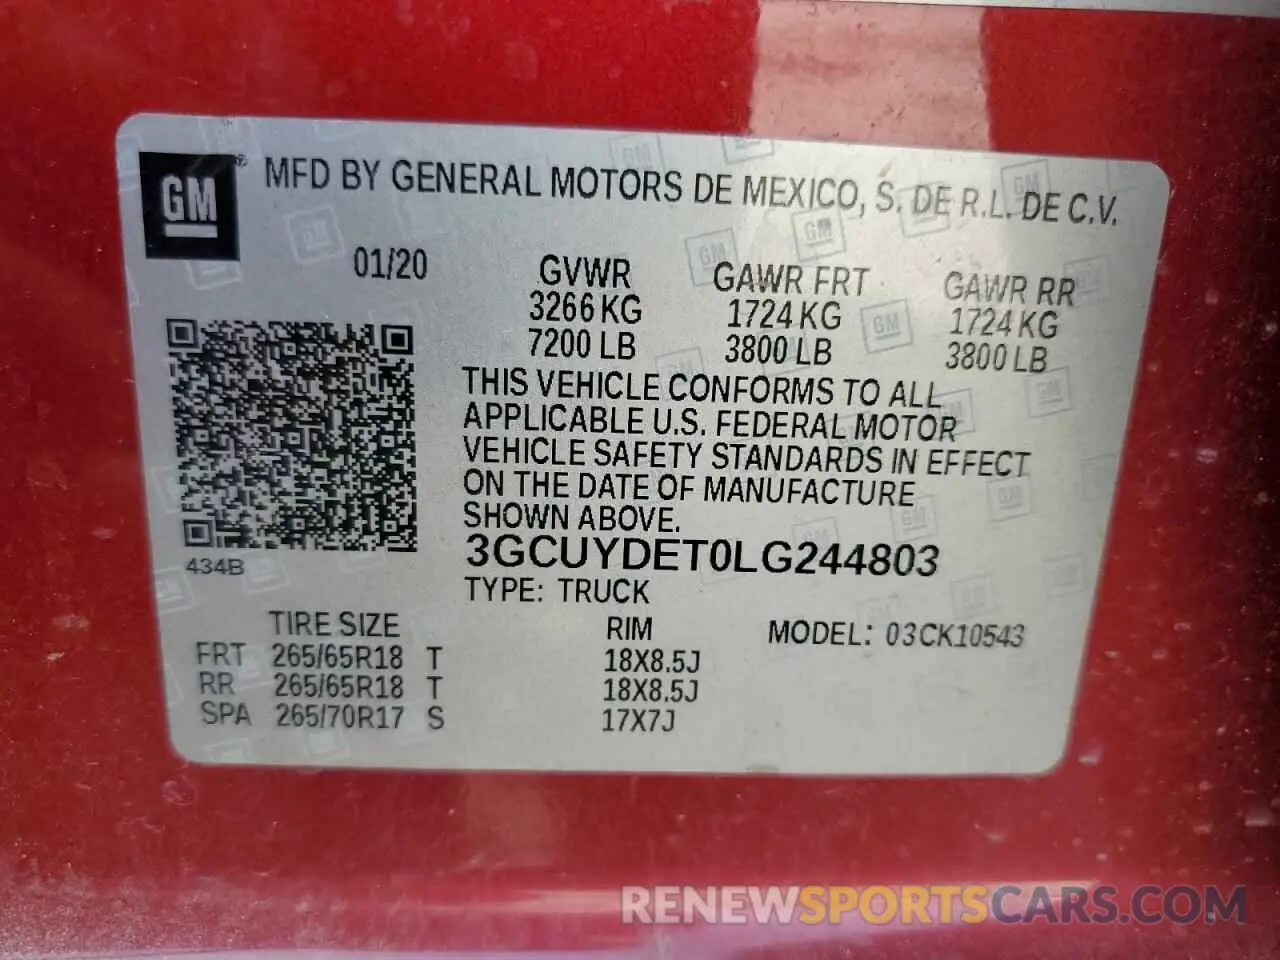 GM ® MFD BY GENERAL MOTORS DE MEXICO, S. DE R.L. DE C.V.
01/20 GVWR GAWR FRT GAWR RR
3266 KG 1724 KG 1724 KG
7200 LB 3800 LB 3800 LB
THIS VEHICLE CONFORMS TO ALL
APPLICABLE U.S. FEDERAL MOTOR
VEHICLE SAFETY STANDARDS IN EFFECT
ON THE DATE OF MANUFACTURE
SHOWN ABOVE.
434B 3GCUYDET0LG244803
TYPE: TRUCK
TIRE SIZE RIM MODEL: 03CK10543
FRT 265/65R18 T 18X8.5J
RR 265/65R18 T 18X8.5J
SPA 265/70R17 S 17X7J
RENEWSPORTSCARS.COM